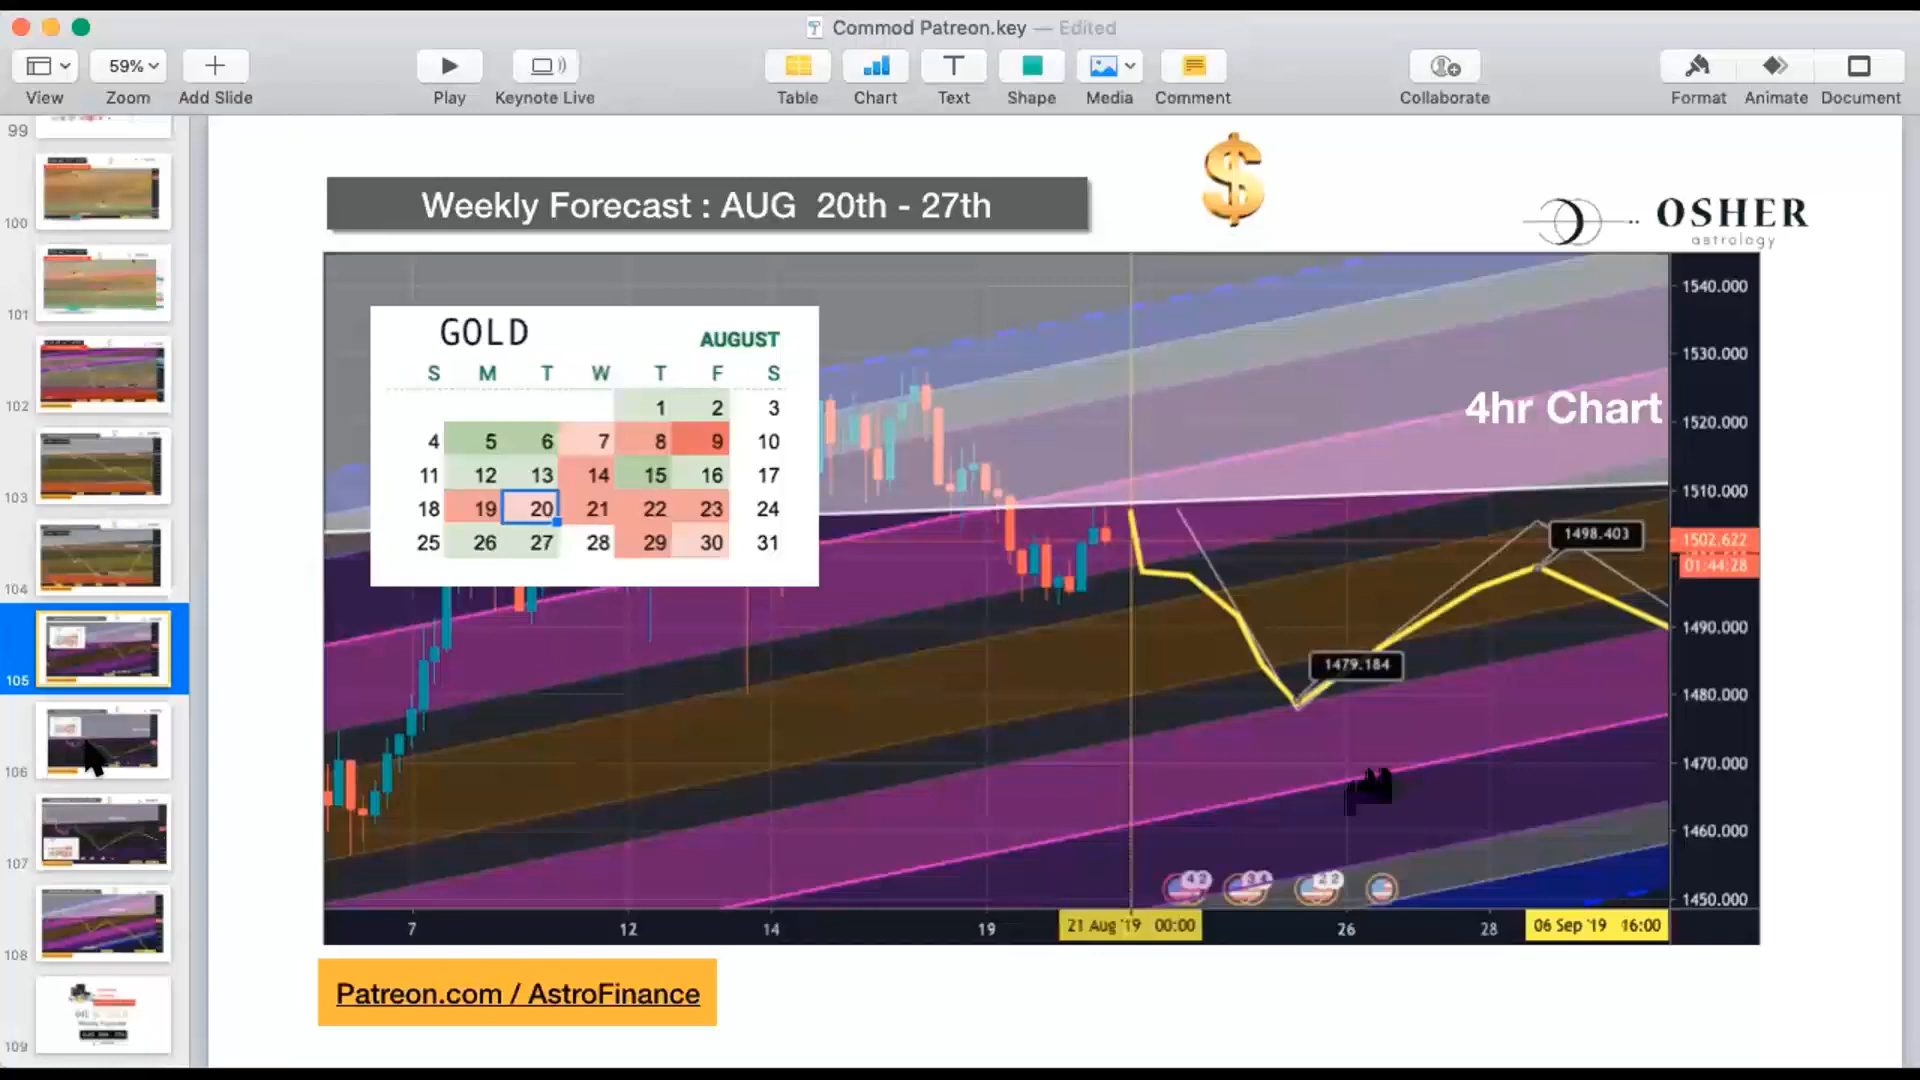 Commod Patreon.key — Edited
59%
View
Zoom
Add Slide
Play
Keynote Live
Table
Chart
Text
Shape
Media
Comment
Collaborate
Format
Animate
Document
99
100
101
102
103
104
105
106
107
108
109
Weekly Forecast : AUG 20th - 27th
OSHER
astrology
GOLD
AUGUST
S M T W T F S
1 2 3
4 5 6 7 8 9 10
11 12 13 14 15 16 17
18 19 20 21 22 23 24
25 26 27 28 29 30 31
4hr Chart
1540.000
1530.000
1520.000
1510.000
1502.622
01:44:28
1490.000
1480.000
1470.000
1460.000
1450.000
1498.403
1479.184
7
12
14
19
21 Aug '19 00:00
26
28
06 Sep '19 16:00
Patreon.com / AstroFinance